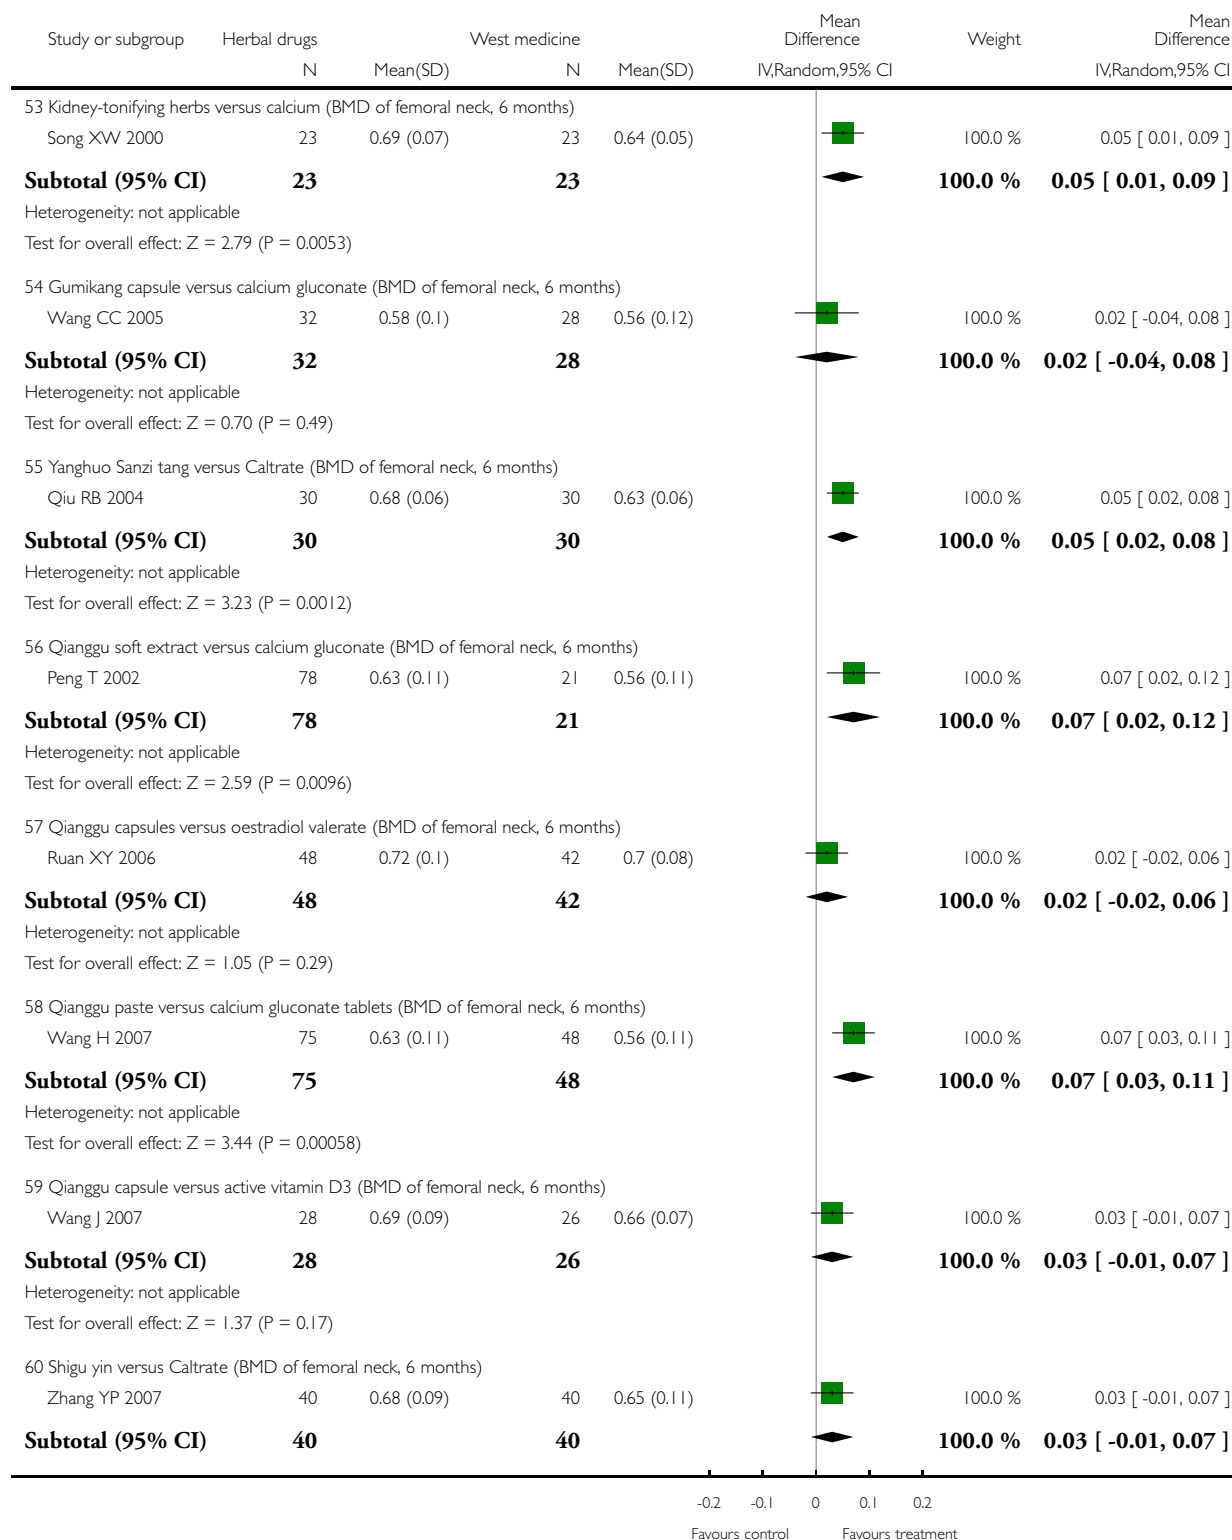 Study or subgroup Herbal drugs West medicine Mean Difference Weight Mean Difference
N Mean(SD) N Mean(SD) IV,Random,95% CI IV,Random,95% CI
53 Kidney-tonifying herbs versus calcium (BMD of femoral neck, 6 months)
Song XW 2000 23 0.69 (0.07) 23 0.64 (0.05) 100.0 % 0.05 [ 0.01, 0.09 ]
Subtotal (95% CI) 23 23 100.0 % 0.05 [ 0.01, 0.09 ]
Heterogeneity: not applicable
Test for overall effect: Z = 2.79 (P = 0.0053)
54 Gumikang capsule versus calcium gluconate (BMD of femoral neck, 6 months)
Wang CC 2005 32 0.58 (0.1) 28 0.56 (0.12) 100.0 % 0.02 [ -0.04, 0.08 ]
Subtotal (95% CI) 32 28 100.0 % 0.02 [ -0.04, 0.08 ]
Heterogeneity: not applicable
Test for overall effect: Z = 0.70 (P = 0.49)
55 Yanghuo Sanzi tang versus Caltrate (BMD of femoral neck, 6 months)
Qiu RB 2004 30 0.68 (0.06) 30 0.63 (0.06) 100.0 % 0.05 [ 0.02, 0.08 ]
Subtotal (95% CI) 30 30 100.0 % 0.05 [ 0.02, 0.08 ]
Heterogeneity: not applicable
Test for overall effect: Z = 3.23 (P = 0.0012)
56 Qianggu soft extract versus calcium gluconate (BMD of femoral neck, 6 months)
Peng T 2002 78 0.63 (0.11) 21 0.56 (0.11) 100.0 % 0.07 [ 0.02, 0.12 ]
Subtotal (95% CI) 78 21 100.0 % 0.07 [ 0.02, 0.12 ]
Heterogeneity: not applicable
Test for overall effect: Z = 2.59 (P = 0.0096)
57 Qianggu capsules versus oestradiol valerate (BMD of femoral neck, 6 months)
Ruan XY 2006 48 0.72 (0.1) 42 0.7 (0.08) 100.0 % 0.02 [ -0.02, 0.06 ]
Subtotal (95% CI) 48 42 100.0 % 0.02 [ -0.02, 0.06 ]
Heterogeneity: not applicable
Test for overall effect: Z = 1.05 (P = 0.29)
58 Qianggu paste versus calcium gluconate tablets (BMD of femoral neck, 6 months)
Wang H 2007 75 0.63 (0.11) 48 0.56 (0.11) 100.0 % 0.07 [ 0.03, 0.11 ]
Subtotal (95% CI) 75 48 100.0 % 0.07 [ 0.03, 0.11 ]
Heterogeneity: not applicable
Test for overall effect: Z = 3.44 (P = 0.00058)
59 Qianggu capsule versus active vitamin D3 (BMD of femoral neck, 6 months)
Wang J 2007 28 0.69 (0.09) 26 0.66 (0.07) 100.0 % 0.03 [ -0.01, 0.07 ]
Subtotal (95% CI) 28 26 100.0 % 0.03 [ -0.01, 0.07 ]
Heterogeneity: not applicable
Test for overall effect: Z = 1.37 (P = 0.17)
60 Shigu yin versus Caltrate (BMD of femoral neck, 6 months)
Zhang YP 2007 40 0.68 (0.09) 40 0.65 (0.11) 100.0 % 0.03 [ -0.01, 0.07 ]
Subtotal (95% CI) 40 40 100.0 % 0.03 [ -0.01, 0.07 ]
-0.2 -0.1 0 0.1 0.2
Favours control Favours treatment